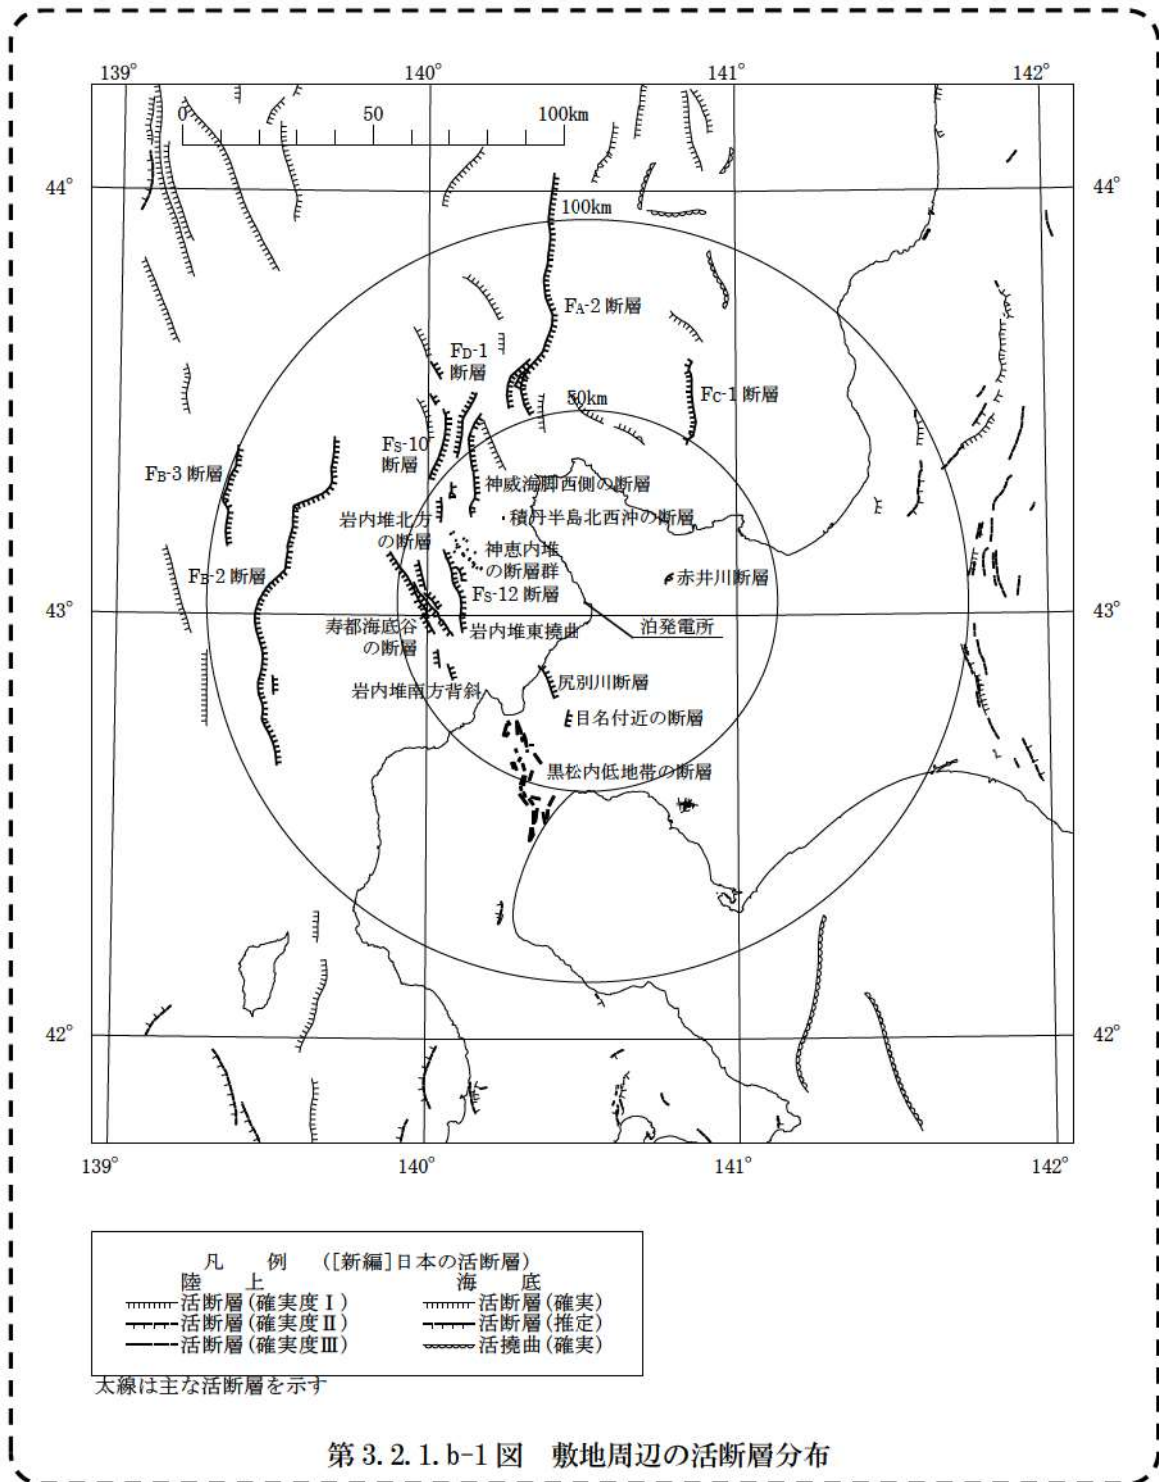 139°
140°
141°
142°
0
50
100km
44°
44°
100km
FA-2 断層
FD-1
断層
50km
FC-1 断層
FS-10
断層
FB-3 断層
神威海脚西側の断層
岩内堆北方
の断層
積丹半島北西沖の断層
神恵内堆
の断層群
FB-2 断層
赤井川断層
FS-12 断層
43°
43°
寿都海底谷
の断層
岩内堆東撓曲
泊発電所
岩内堆南方背斜
尻別川断層
目名付近の断層
黒松内低地帯の断層
42°
42°
139°
140°
141°
142°
凡 例 ([新編]日本の活断層)
陸 上 海 底
活断層(確実度Ⅰ) 活断層(確実)
活断層(確実度Ⅱ) 活断層(推定)
活断層(確実度Ⅲ) 活撓曲(確実)
太線は主な活断層を示す
第 3.2.1.b-1 図 敷地周辺の活断層分布